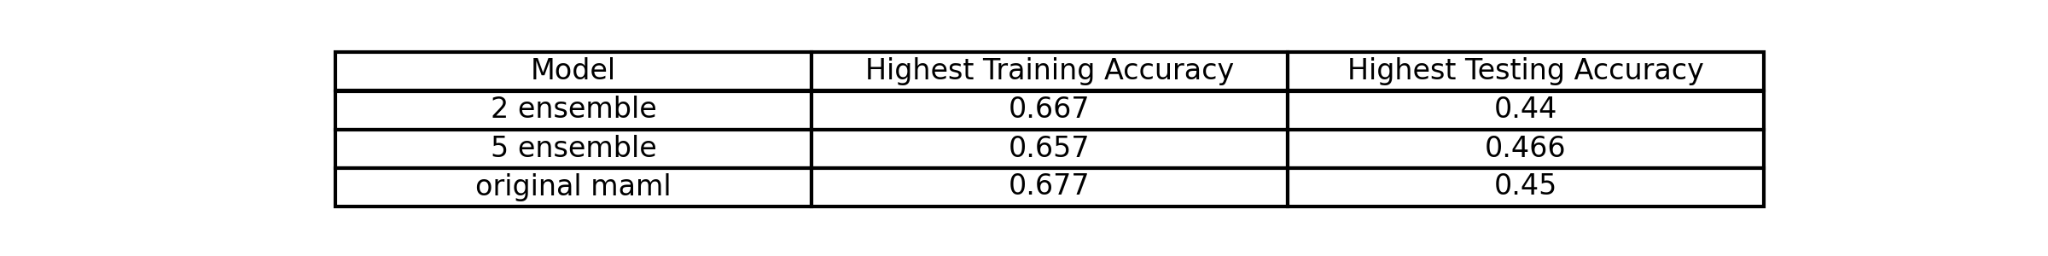 Model Highest Training Accuracy Highest Testing Accuracy
2 ensemble 0.667 0.44
5 ensemble 0.657 0.466
original maml 0.677 0.45